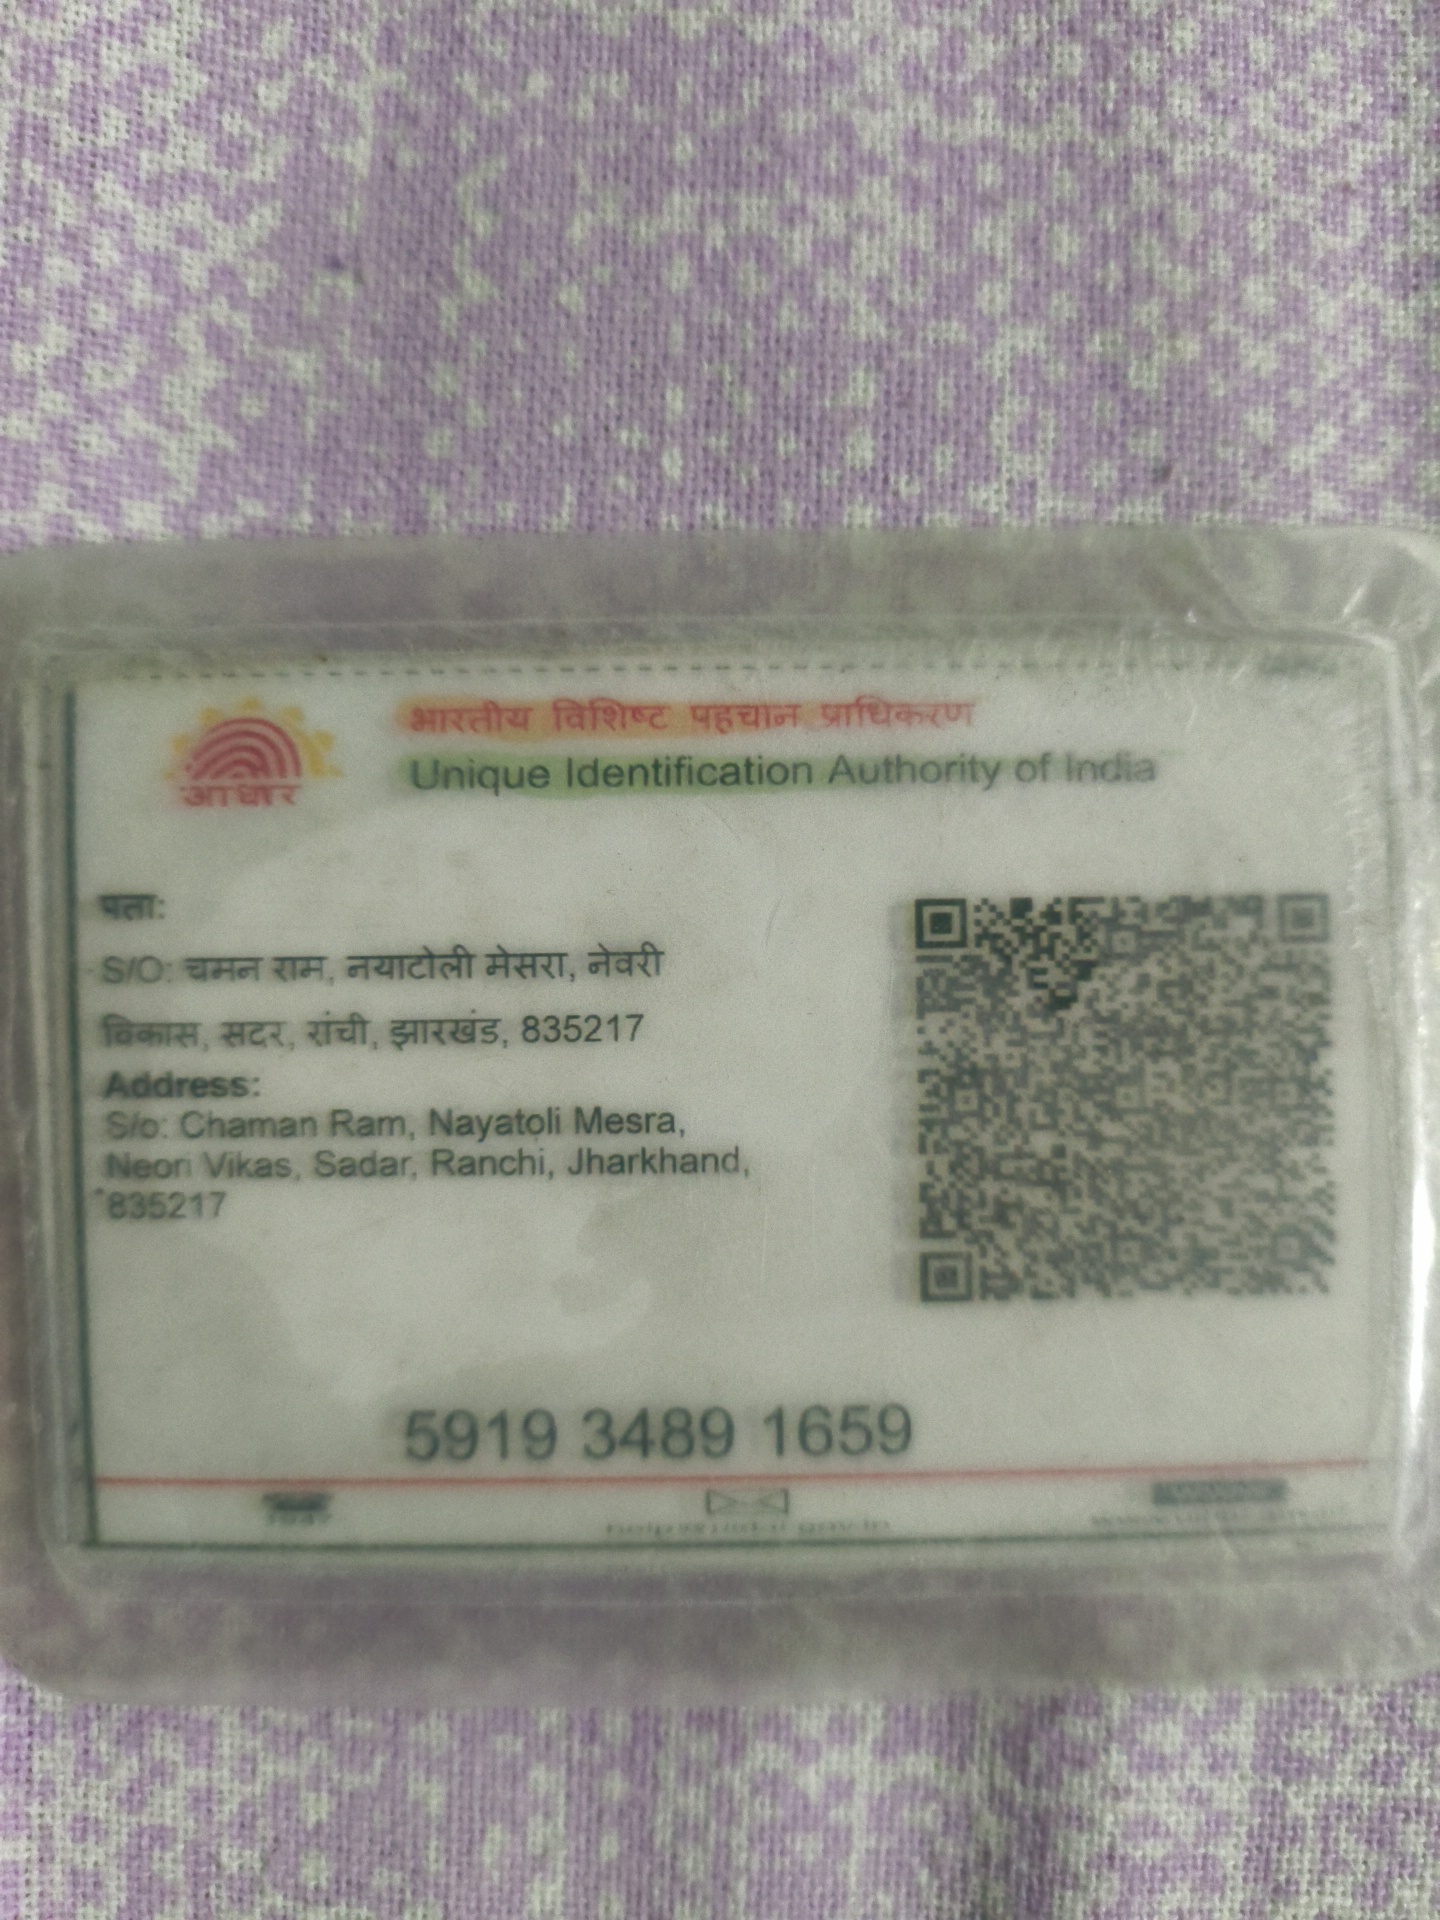 भारतीय विशिष्ट पहचान प्राधिकरण
Unique Identification Authority of India
आधार
पता:
S/O: चमन राम, नयाटोली मेसरा, नेवरी
विकास, सदर, रांची, झारखंड, 835217
Address:
S/o: Chaman Ram, Nayatoli Mesra,
Neori Vikas, Sadar, Ranchi, Jharkhand,
835217
5919 3489 1659
1947